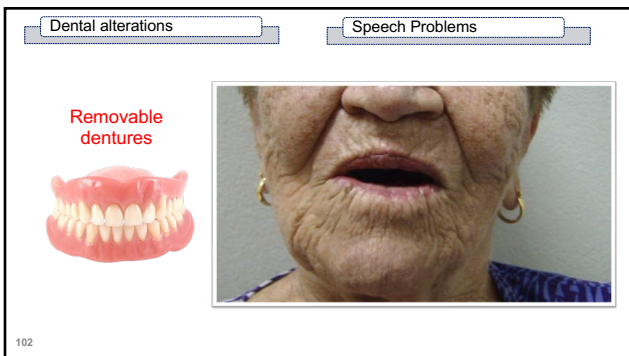 Dental alterations
Speech Problems
Removable
dentures
102